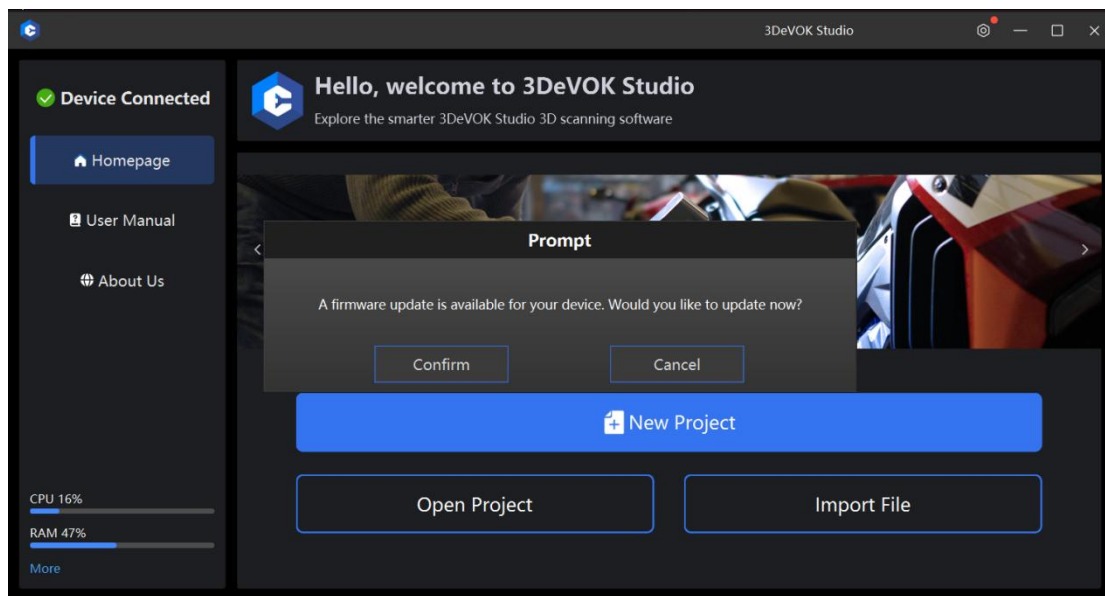 3DeVOK Studio
Device Connected
Homepage
User Manual
About Us
CPU 16%
RAM 47%
More
Hello, welcome to 3DeVOK Studio
Explore the smarter 3DeVOK Studio 3D scanning software
Prompt
A firmware update is available for your device. Would you like to update now?
Confirm
Cancel
New Project
Open Project
Import File